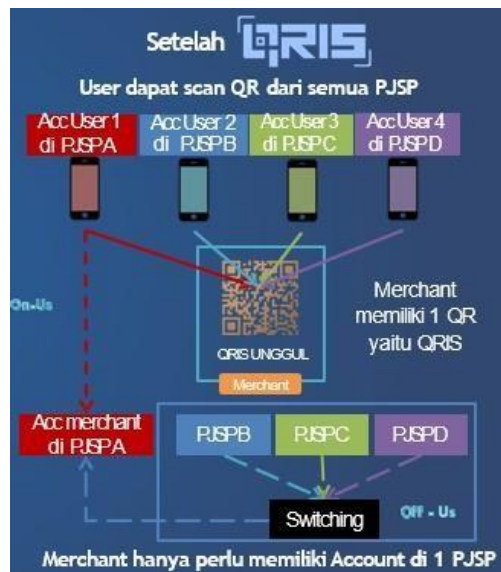 Setelah QRIS
User dapat scan QR dari semua PJSP
Acc User 1
di PJSPA
Acc User 2
di PJSPB
Acc User 3
di PJSPC
Acc User 4
di PJSPD
On-Us
QRIS UNGGUL
Merchant
Merchant
memiliki 1 QR
yaitu QRIS
Acc merchant
di PJSPA
PJSPB
PJSPC
PJSPD
Switching
Off - Us
Merchant hanya perlu memiliki Account di 1 PJSP